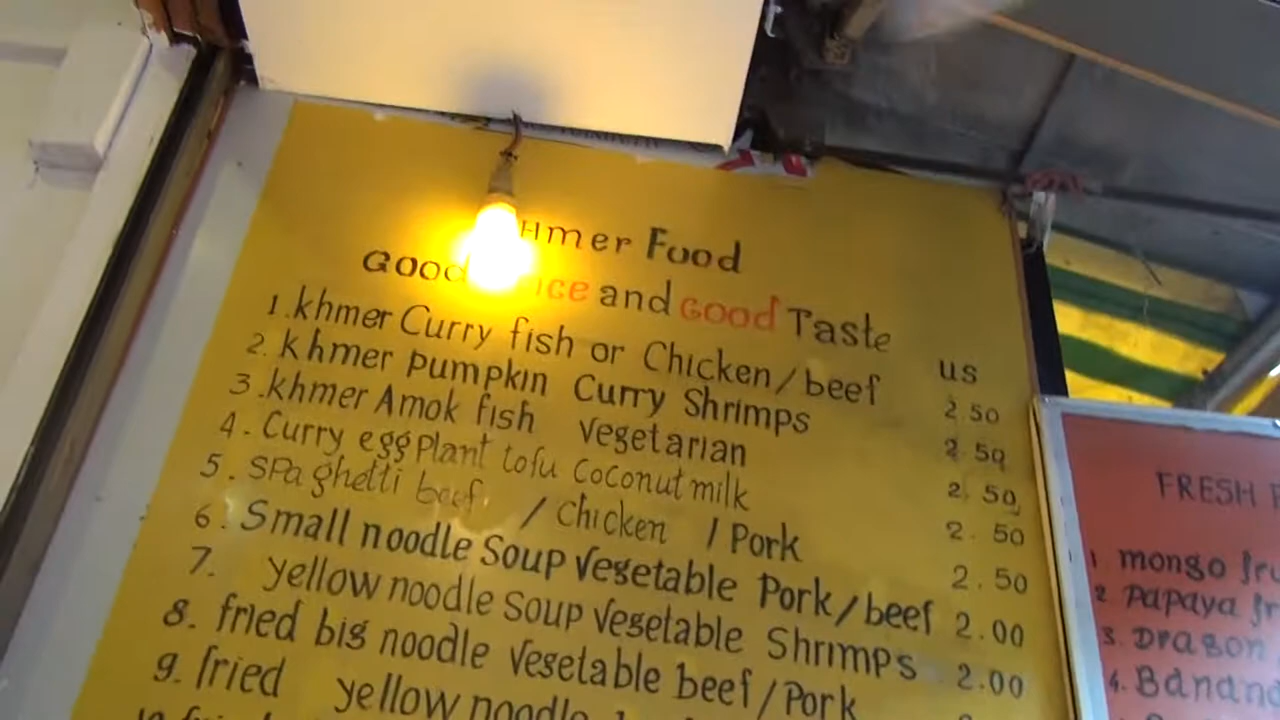 Hmer Food
Good and Good Taste
US
1. Khmer Curry fish or Chicken/beef 2.50
2. Khmer Pumpkin Curry Shrimps 2.50
3. Khmer Amok fish Vegetarian 2.50
4. Curry eggplant tofu Coconut milk 2.50
5. Spaghetti beef / Chicken / Pork 2.50
6. Small noodle Soup Vegetable Pork/beef 2.00
7. yellow noodle Soup Vegetable Shrimps 2.00
8. fried big noodle Vegetable beef/Pork
9. fried yellow noodle
FRESH
1 mongo
2 Papaya
3. Dragon
4. Banan